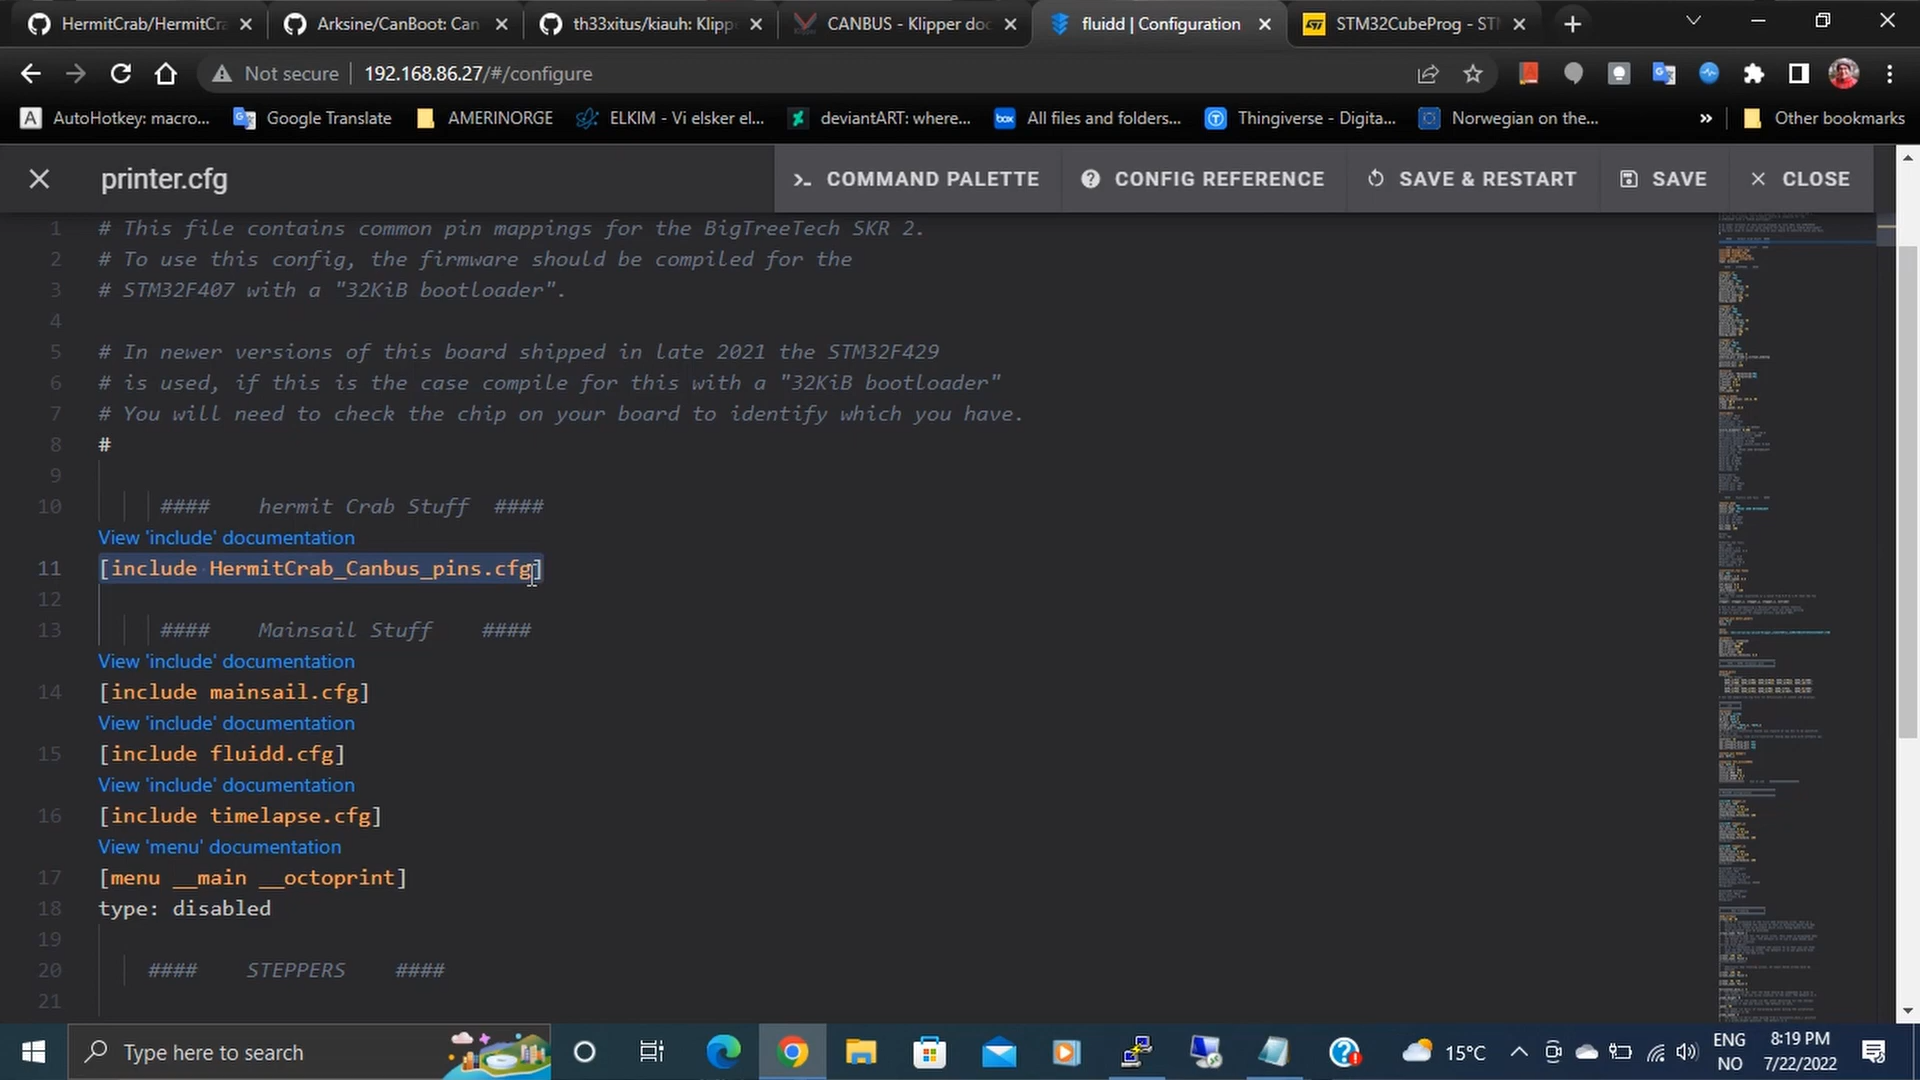 HermitCrab/HermitCra
Arksine/CanBoot: Can
th33xitus/kiauh: Klipp
CANBUS - Klipper doc
fluidd | Configuration
STM32CubeProg - STM
Not secure
192.168.86.27/#/configure
AutoHotkey: macro...
Google Translate
AMERINORGE
ELKIM - Vi elsker el...
deviantART: where...
All files and folders...
Thingiverse - Digita...
Norwegian on the...
»
Other bookmarks
printer.cfg
COMMAND PALETTE
CONFIG REFERENCE
SAVE & RESTART
SAVE
CLOSE
1 # This file contains common pin mappings for the BigTreeTech SKR 2.
2 # To use this config, the firmware should be compiled for the
3 # STM32F407 with a "32KiB bootloader".
4
5 # In newer versions of this board shipped in late 2021 the STM32F429
6 # is used, if this is the case compile for this with a "32KiB bootloader"
7 # You will need to check the chip on your board to identify which you have.
8 #
9
10 #### hermit Crab Stuff ####
View 'include' documentation
11 [include HermitCrab_Canbus_pins.cfg]
12
13 #### Mainsail Stuff ####
View 'include' documentation
14 [include mainsail.cfg]
View 'include' documentation
15 [include fluidd.cfg]
View 'include' documentation
16 [include timelapse.cfg]
View 'menu' documentation
17 [menu __main __octoprint]
18 type: disabled
19
20 #### STEPPERS ####
21
Type here to search
15°C
ENG
NO
8:19 PM
7/22/2022